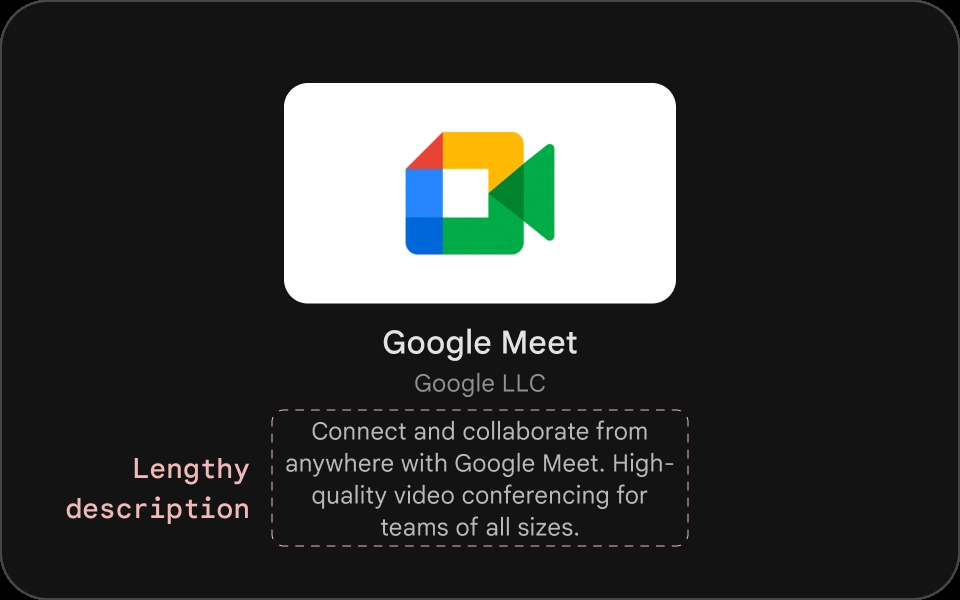 Google Meet
Google LLC
Connect and collaborate from
anywhere with Google Meet. High-
quality video conferencing for
teams of all sizes.
Lengthy
description